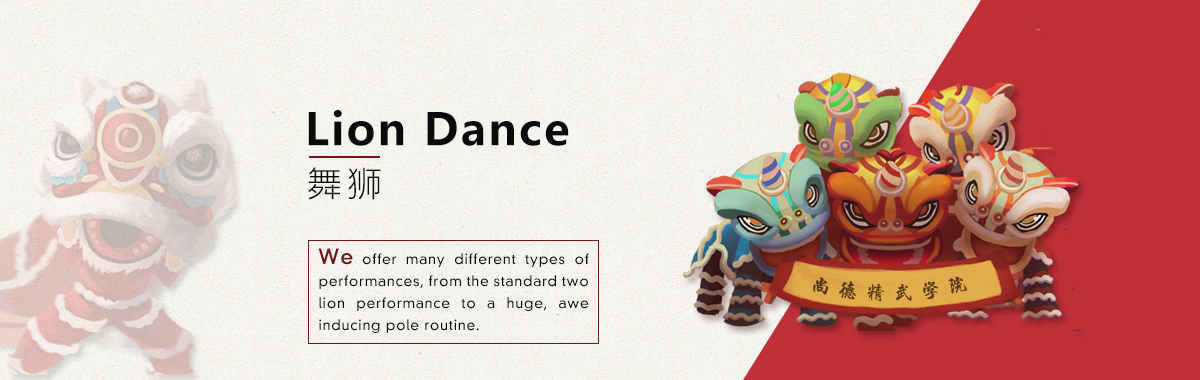 Lion Dance
舞狮
We offer many different types of
performances, from the standard two
lion performance to a huge, awe
inducing pole routine.
尚德精武学院